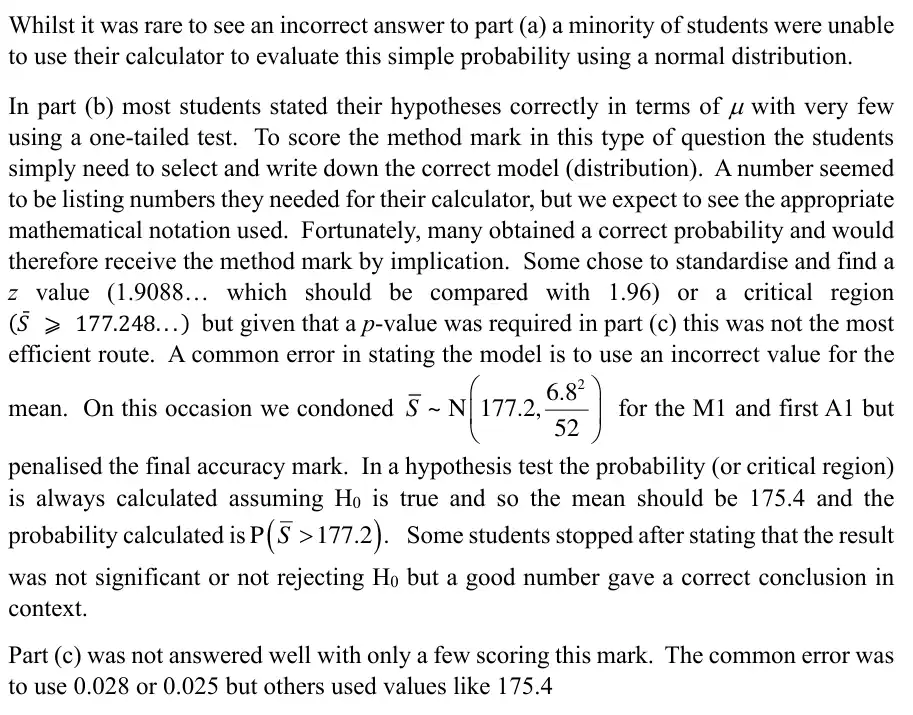 Whilst it was rare to see an incorrect answer to part (a) a minority of students were unable
to use their calculator to evaluate this simple probability using a normal distribution.
In part (b) most students stated their hypotheses correctly in terms of μ with very few
using a one-tailed test. To score the method mark in this type of question the students
simply need to select and write down the correct model (distribution). A number seemed
to be listing numbers they needed for their calculator, but we expect to see the appropriate
mathematical notation used. Fortunately, many obtained a correct probability and would
therefore receive the method mark by implication. Some chose to standardise and find a
z value (1.9088… which should be compared with 1.96) or a critical region
(S̄ ⩾ 177.248…) but given that a p-value was required in part (c) this was not the most
efficient route. A common error in stating the model is to use an incorrect value for the
mean. On this occasion we condoned S̄ ~ N(177.2, 6.8²/52) for the M1 and first A1 but
penalised the final accuracy mark. In a hypothesis test the probability (or critical region)
is always calculated assuming H₀ is true and so the mean should be 175.4 and the
probability calculated is P(S̄ > 177.2). Some students stopped after stating that the result
was not significant or not rejecting H₀ but a good number gave a correct conclusion in
context.
Part (c) was not answered well with only a few scoring this mark. The common error was
to use 0.028 or 0.025 but others used values like 175.4